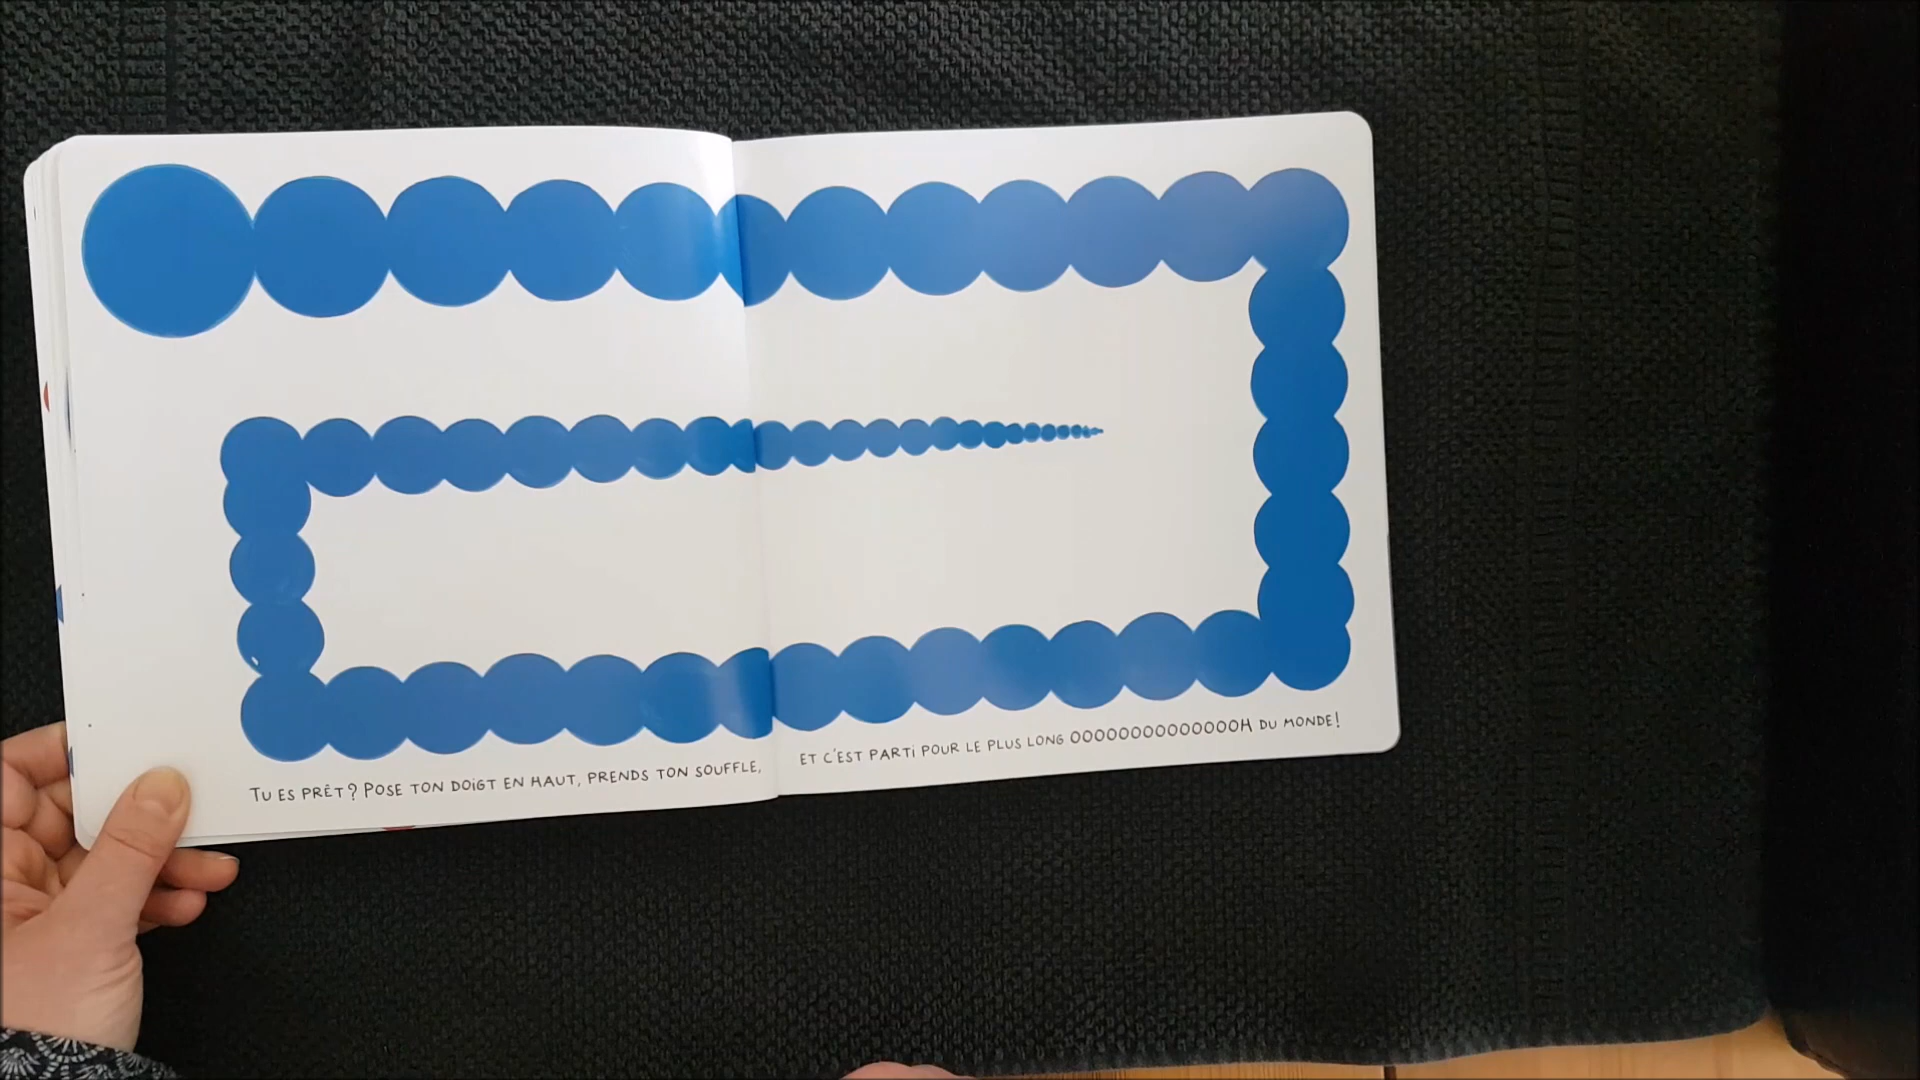 TU ES PRÊT ? POSE TON DOIGT EN HAUT, PRENDS TON SOUFFLE,
ET C'EST PARTI POUR LE PLUS LONG OOOOOOOOOOOOOOH DU MONDE !